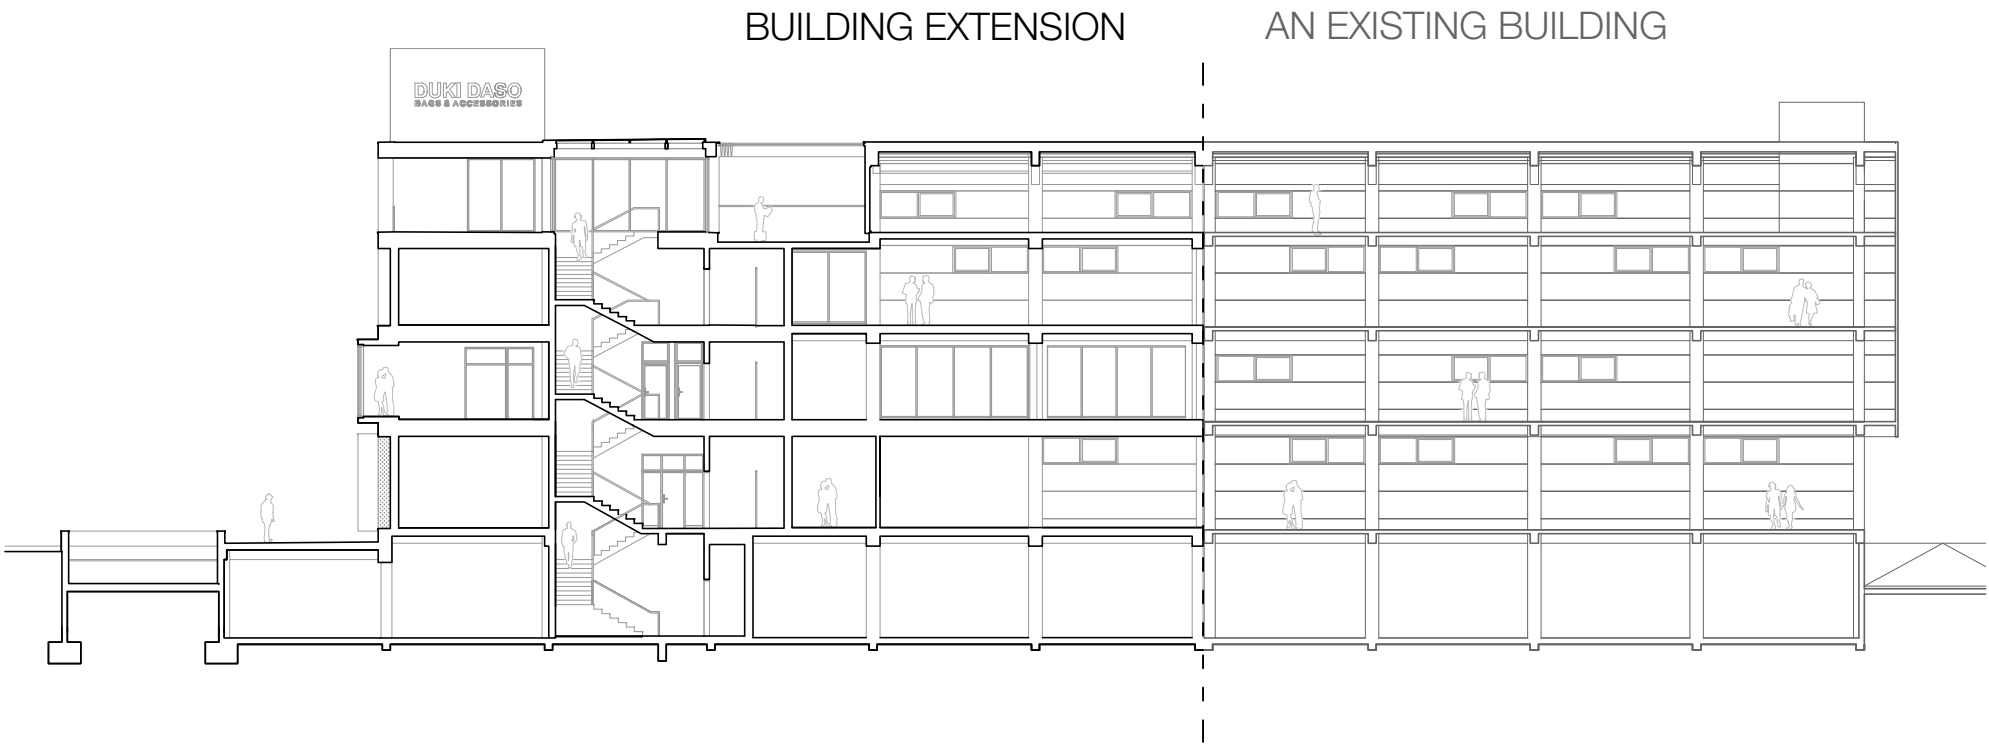 BUILDING EXTENSION
AN EXISTING BUILDING
DUKI DASO
BAGS & ACCESSORIES